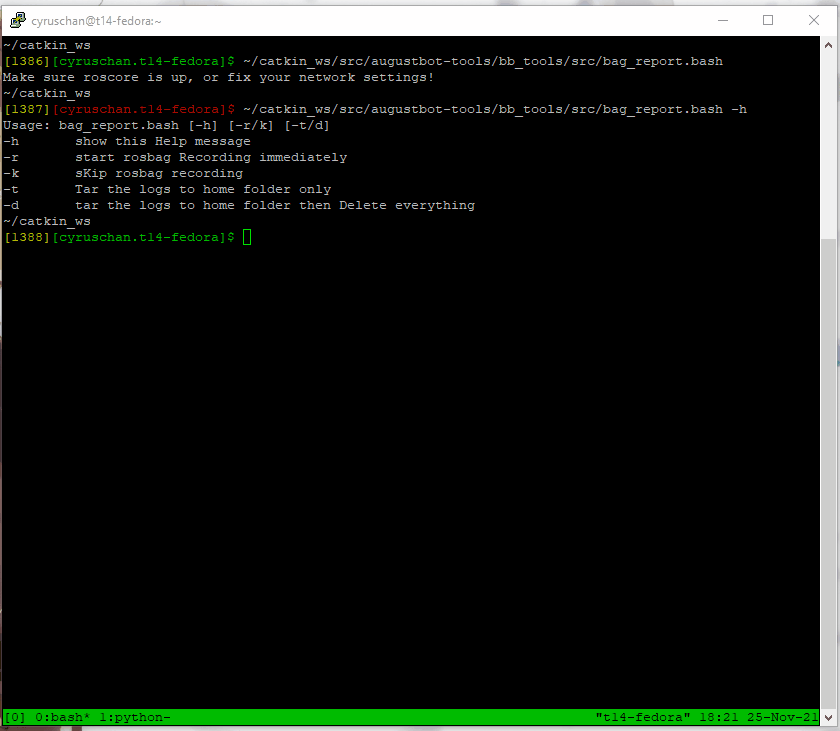 cyruschan@t14-fedora:~
~/catkin_ws
[1386][cyruschan.t14-fedora]$ ~/catkin_ws/src/augustbot-tools/bb_tools/src/bag_report.bash
Make sure roscore is up, or fix your network settings!
~/catkin_ws
[1387][cyruschan.t14-fedora]$ ~/catkin_ws/src/augustbot-tools/bb_tools/src/bag_report.bash -h
Usage: bag_report.bash [-h] [-r/k] [-t/d]
-h       show this Help message
-r       start rosbag Recording immediately
-k       sKip rosbag recording
-t       Tar the logs to home folder only
-d       tar the logs to home folder then Delete everything
~/catkin_ws
[1388][cyruschan.t14-fedora]$
[0] 0:bash* 1:python- "t14-fedora" 18:21 25-Nov-21